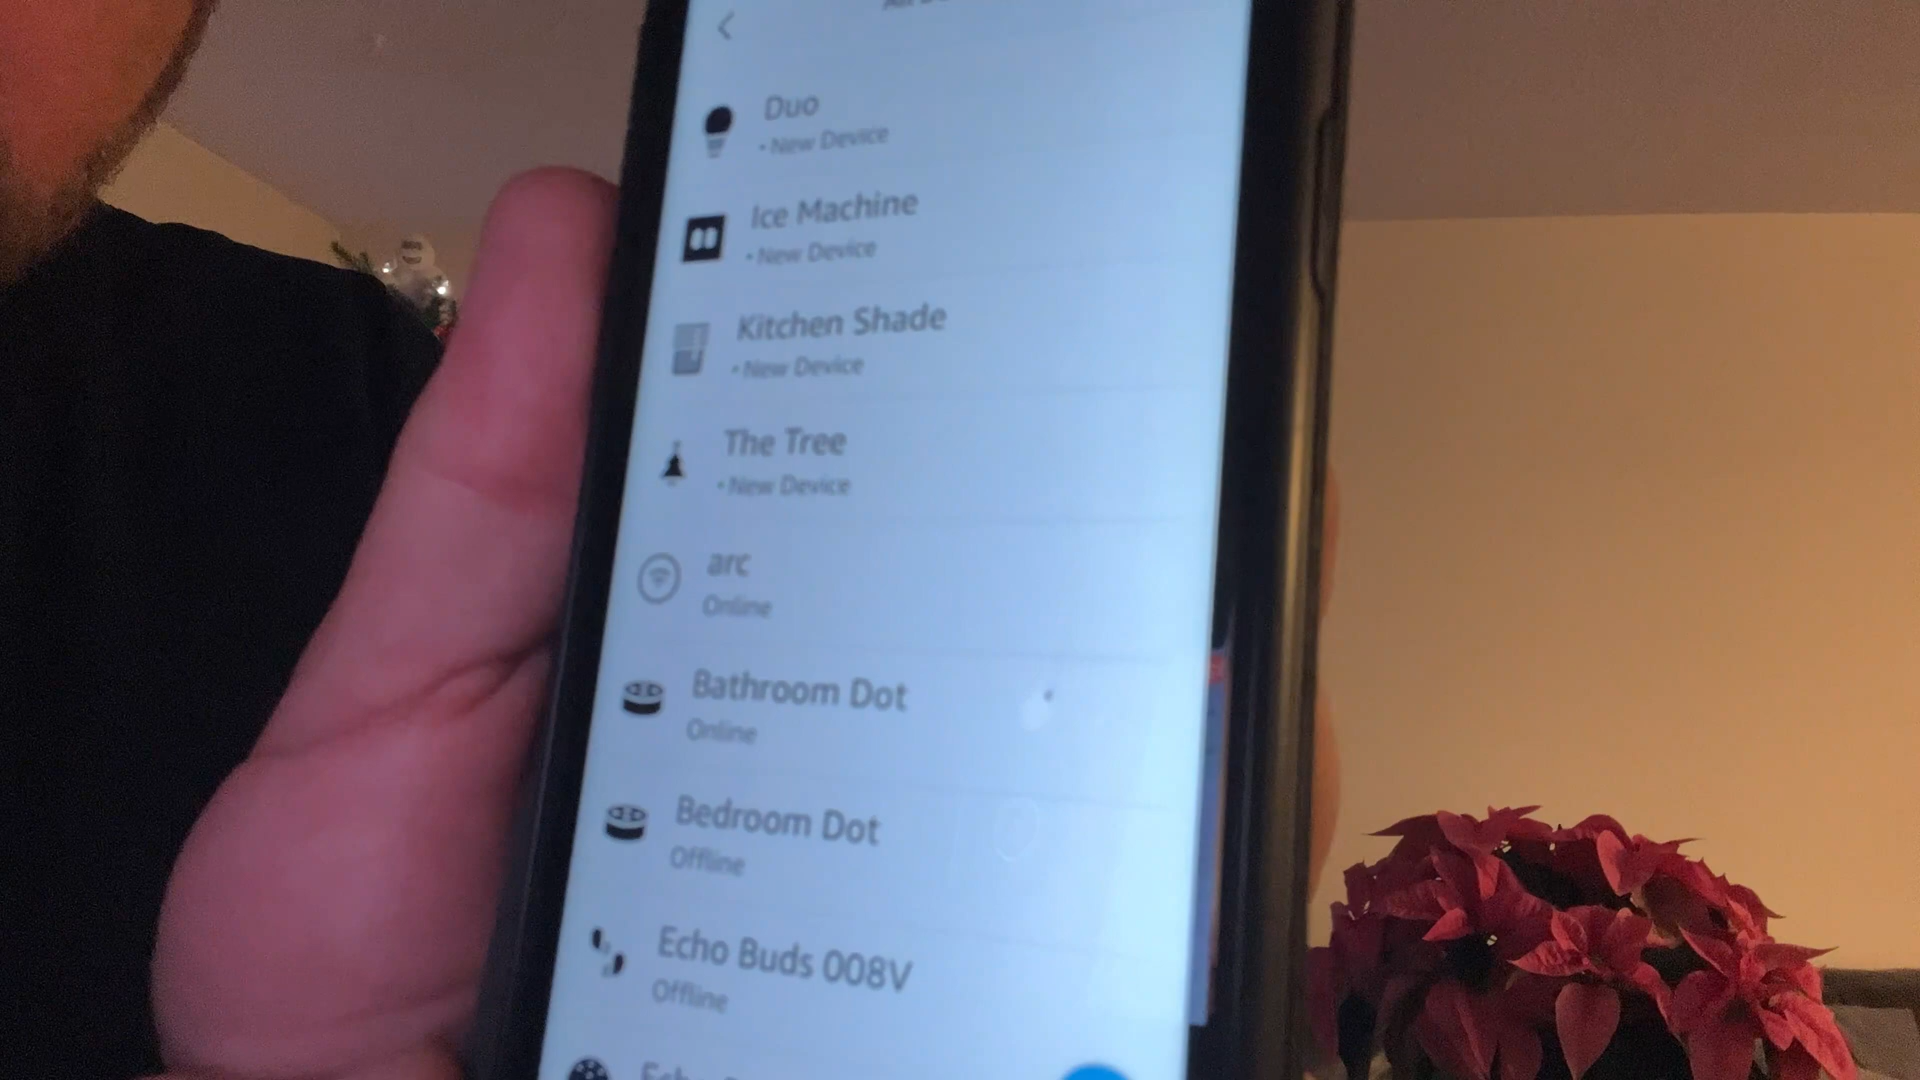 Duo
• New Device
Ice Machine
• New Device
Kitchen Shade
• New Device
The Tree
• New Device
arc
Online
Bathroom Dot
Online
Bedroom Dot
Offline
Echo Buds 008V
Offline